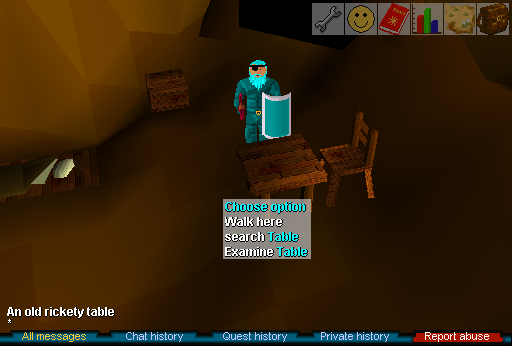 Choose option
Walk here
search Table
Examine Table
An old rickety table
*
All messages
Chat history
Quest history
Private history
Report abuse